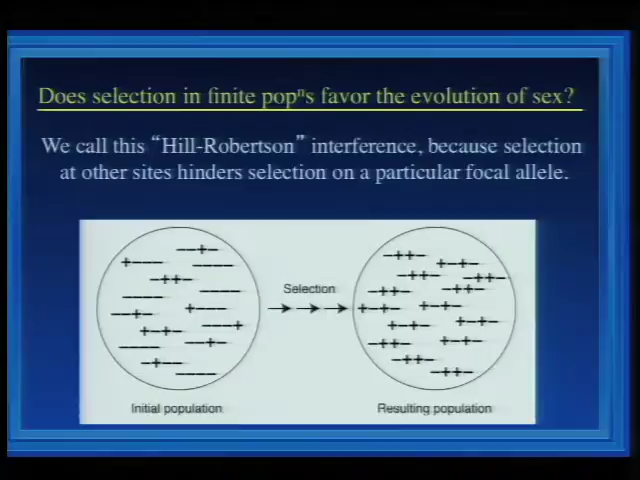 Does selection in finite popⁿs favor the evolution of sex?
We call this “Hill-Robertson” interference, because selection
at other sites hinders selection on a particular focal allele.
Selection
Initial population
Resulting population